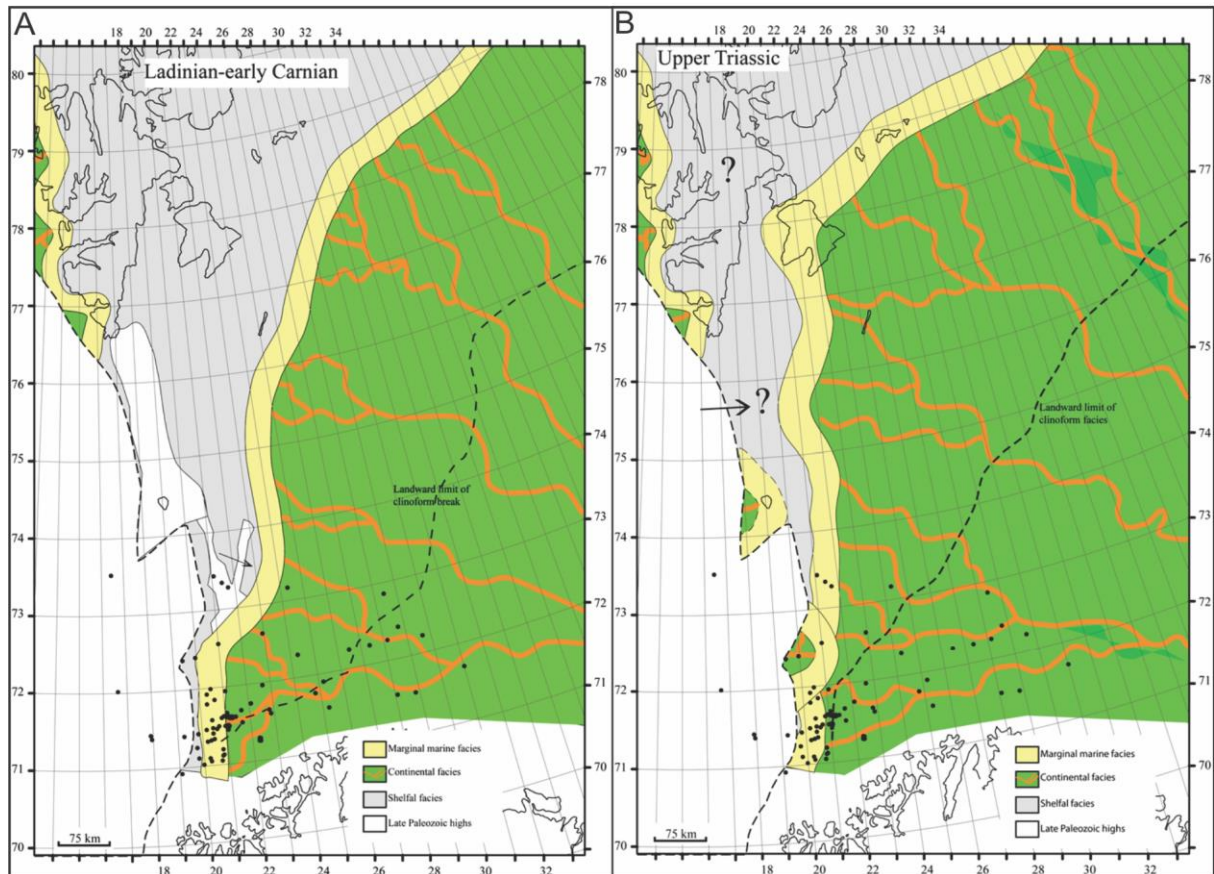 A
18 20 22 24 26 28 30 32 34
Ladinian-early Carnian
80
79
78
77
76
75
74
73
72
71
70
78
77
76
75
74
73
72
71
70
Landward limit of
clinoform break
Marginal marine facies
Continental facies
Shelfal facies
Late Paleozoic highs
75 km
18 20 22 24 26 28 30 32
B
18 20 22 24 26 28 30 34
Upper Triassic
80
79
78
77
76
75
74
73
72
71
70
78
77
76
75
74
73
72
71
70
?
?
Landward limit of
clinoform facies
Marginal marine facies
Continental facies
Shelfal facies
Late Paleozoic highs
75 km
18 20 22 24 26 28 30 32